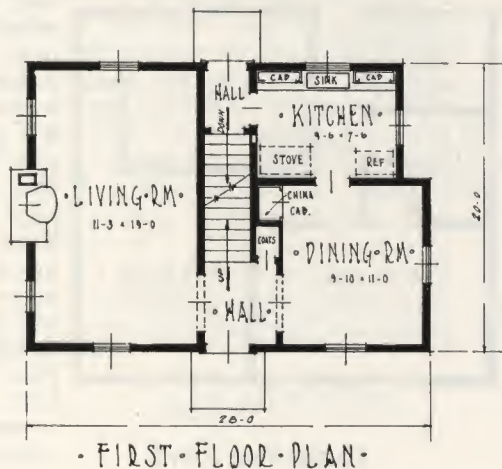 HALL
DOWN
CAB
SINK
CAB
· KITCHEN ·
9-6 × 7-6
STOVE
REF
· LIVING · RM ·
11-3 × 19-0
CHINA
CAB.
COATS
UP
· DINING · RM ·
9-10 × 11-0
· HALL ·
20-0
28-0
· FIRST · FLOOR · PLAN ·